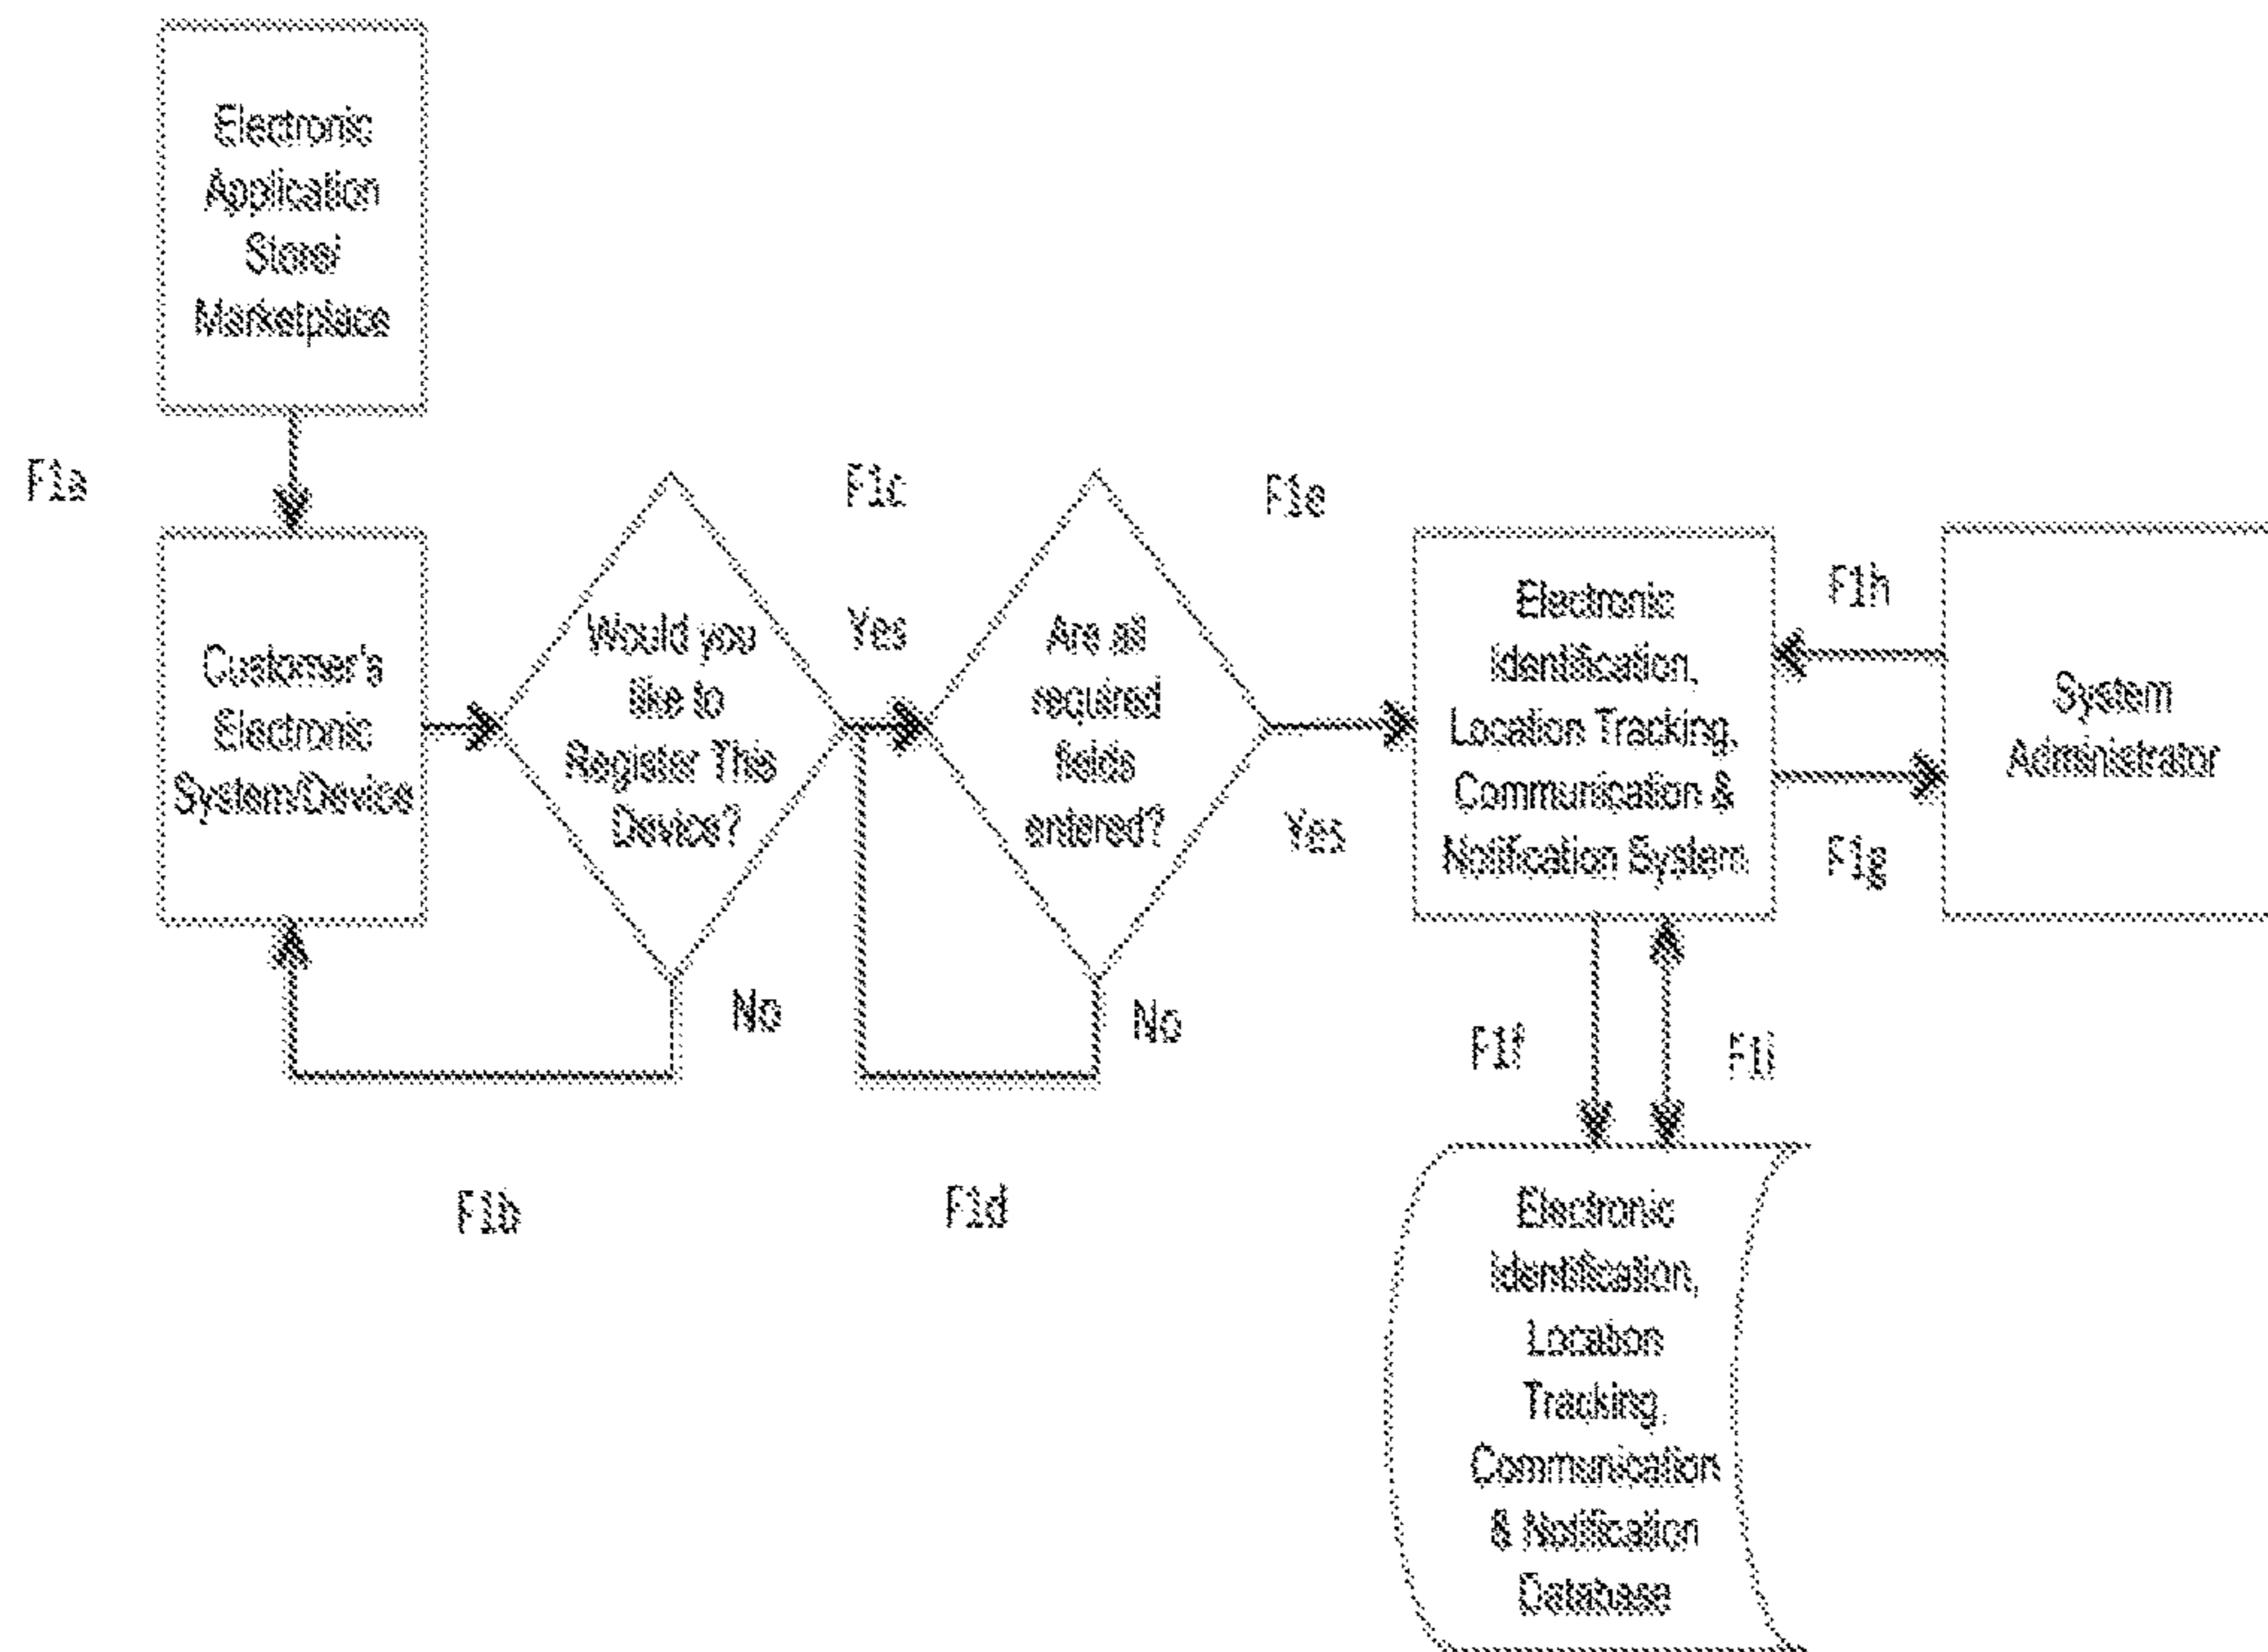 Electronic
Application
Store/
Marketplace
F1a
Customer's
Electronic
System/Device
Would you
like to
Register This
Device?
F1c
Yes
No
F1b
Are all
required
fields
entered?
F1e
Yes
No
F1d
Electronic
Identification,
Location Tracking,
Communication &
Notification System
F1h
F1g
System
Administrator
F1f
F1i
Electronic
Identification,
Location
Tracking,
Communication
& Notification
Database